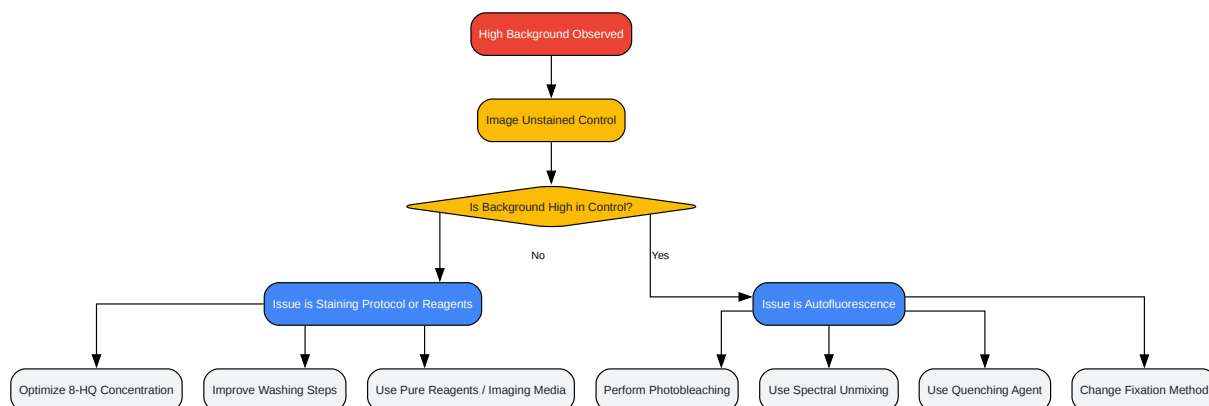 High Background Observed
Image Unstained Control
Is Background High in Control?
No
Yes
Issue is Staining Protocol or Reagents
Issue is Autofluorescence
Optimize 8-HQ Concentration
Improve Washing Steps
Use Pure Reagents / Imaging Media
Perform Photobleaching
Use Spectral Unmixing
Use Quenching Agent
Change Fixation Method